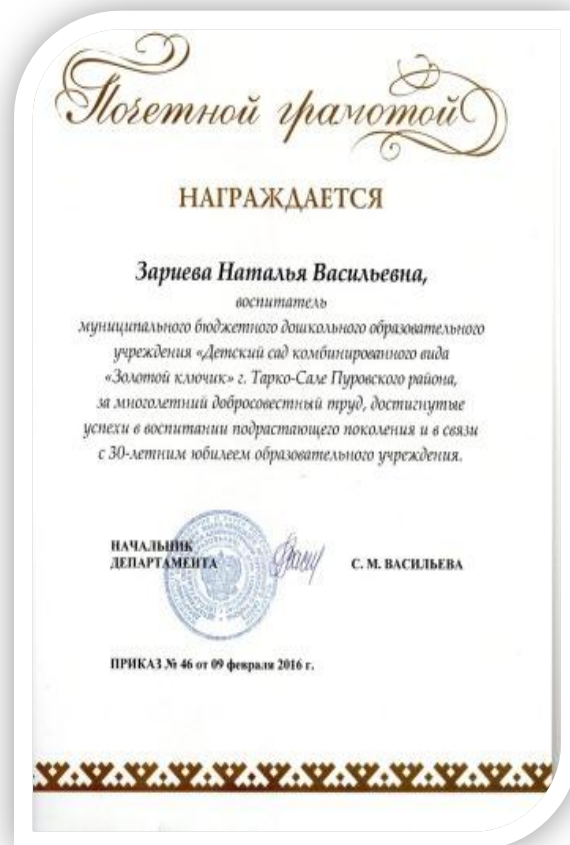 Почетной грамотой
НАГРАЖДАЕТСЯ
Зариева Наталья Васильевна,
воспитатель
муниципального бюджетного дошкольного образовательного
учреждения «Детский сад комбинированного вида
«Золотой ключик» г. Тарко-Сале Пуровского района,
за многолетний добросовестный труд, достигнутые
успехи в воспитании подрастающего поколения и в связи
с 30-летним юбилеем образовательного учреждения.
НАЧАЛЬНИК
ДЕПАРТАМЕНТА С. М. ВАСИЛЬЕВА
ПРИКАЗ № 46 от 09 февраля 2016 г.